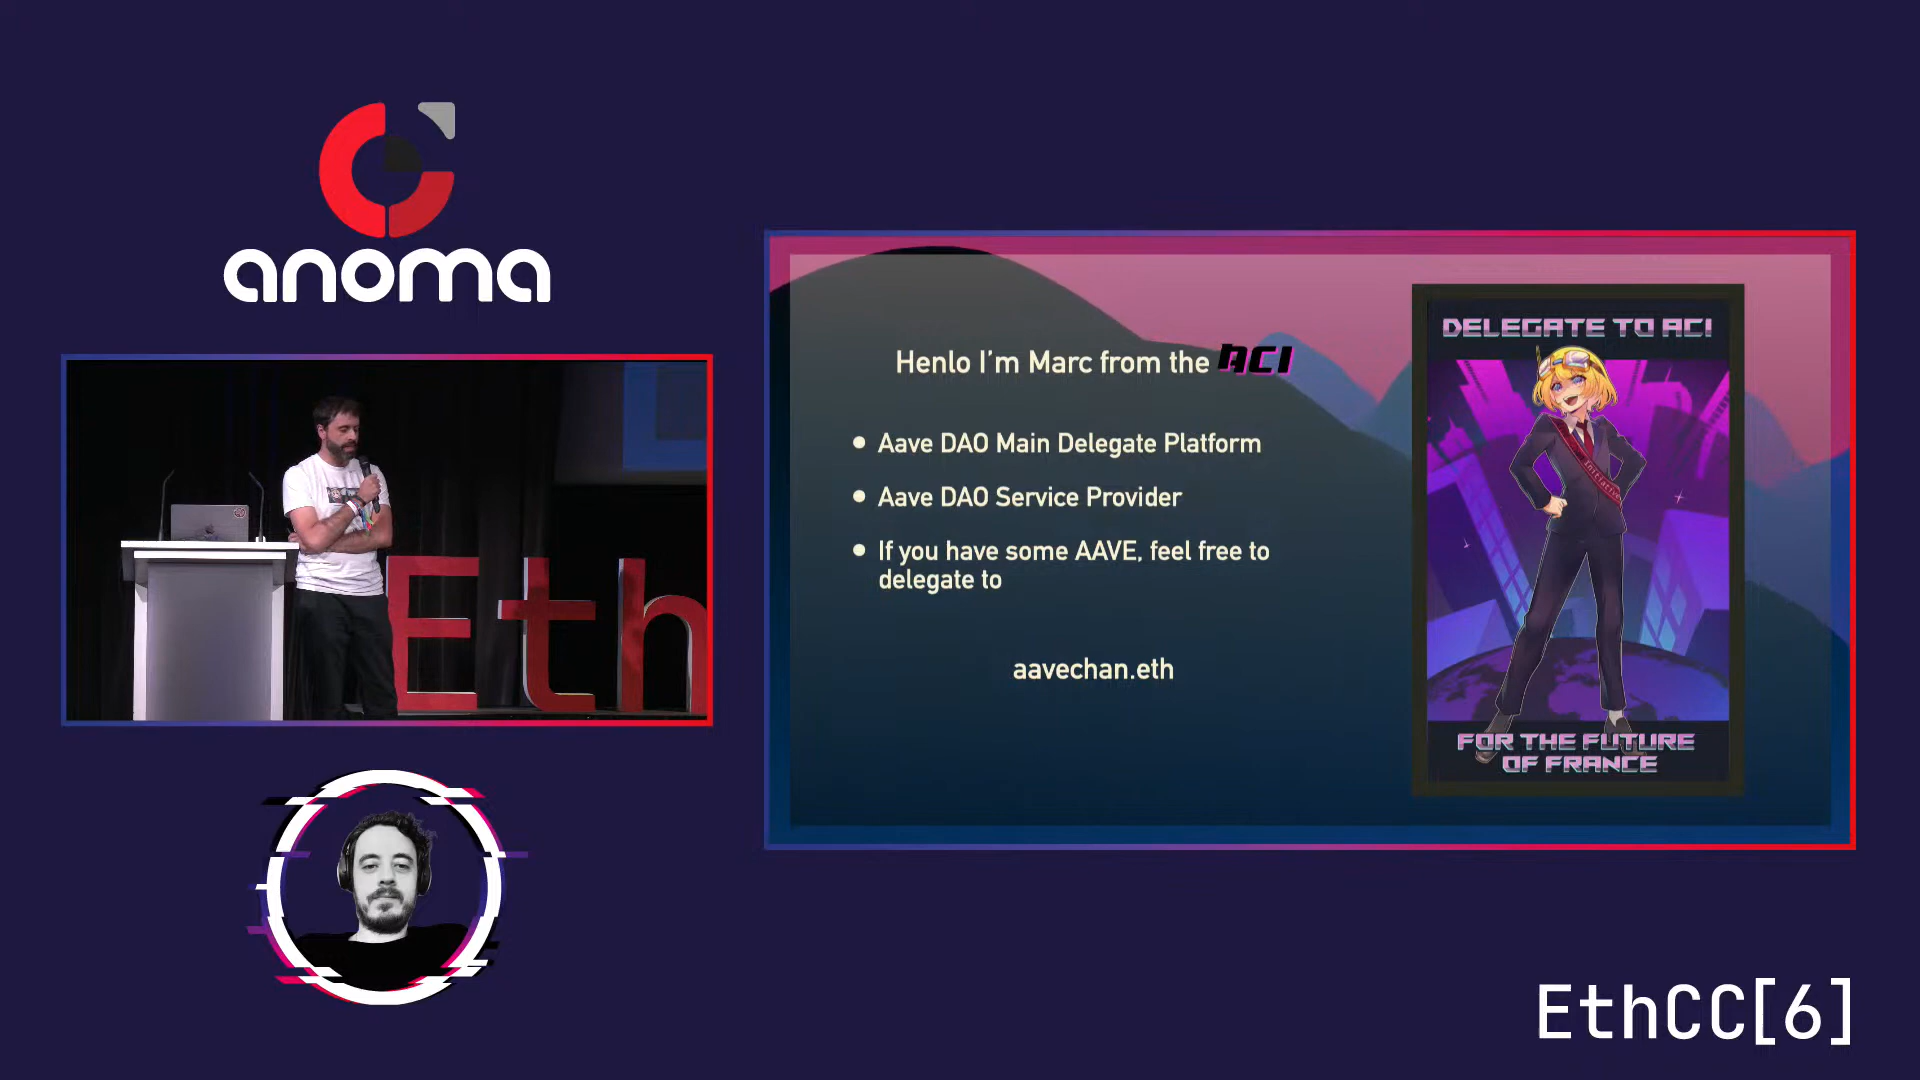 anoma
Eth
Henlo I'm Marc from the ACI
Aave DAO Main Delegate Platform
Aave DAO Service Provider
If you have some AAVE, feel free to
delegate to
aavechan.eth
DELEGATE TO ACI
Initiative
FOR THE FUTURE
OF FRANCE
EthCC[6]